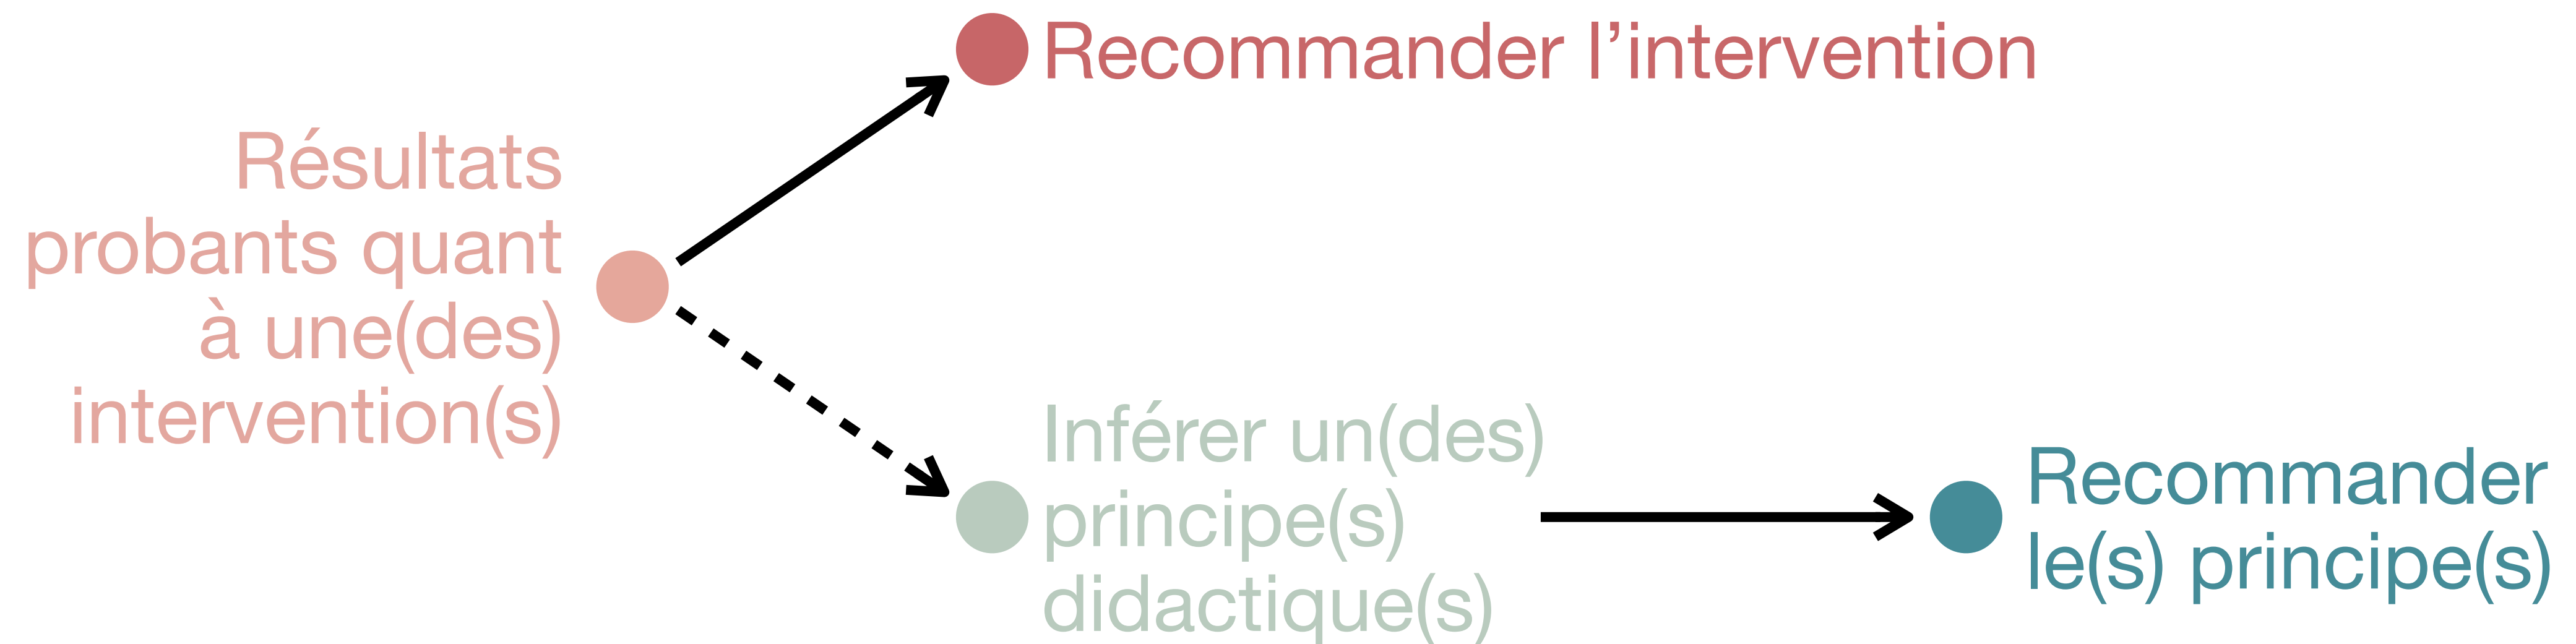 Recommander l’intervention
Résultats
probants quant
à une(des)
intervention(s)
Inférer un(des)
principe(s)
didactique(s)
Recommander
le(s) principe(s)